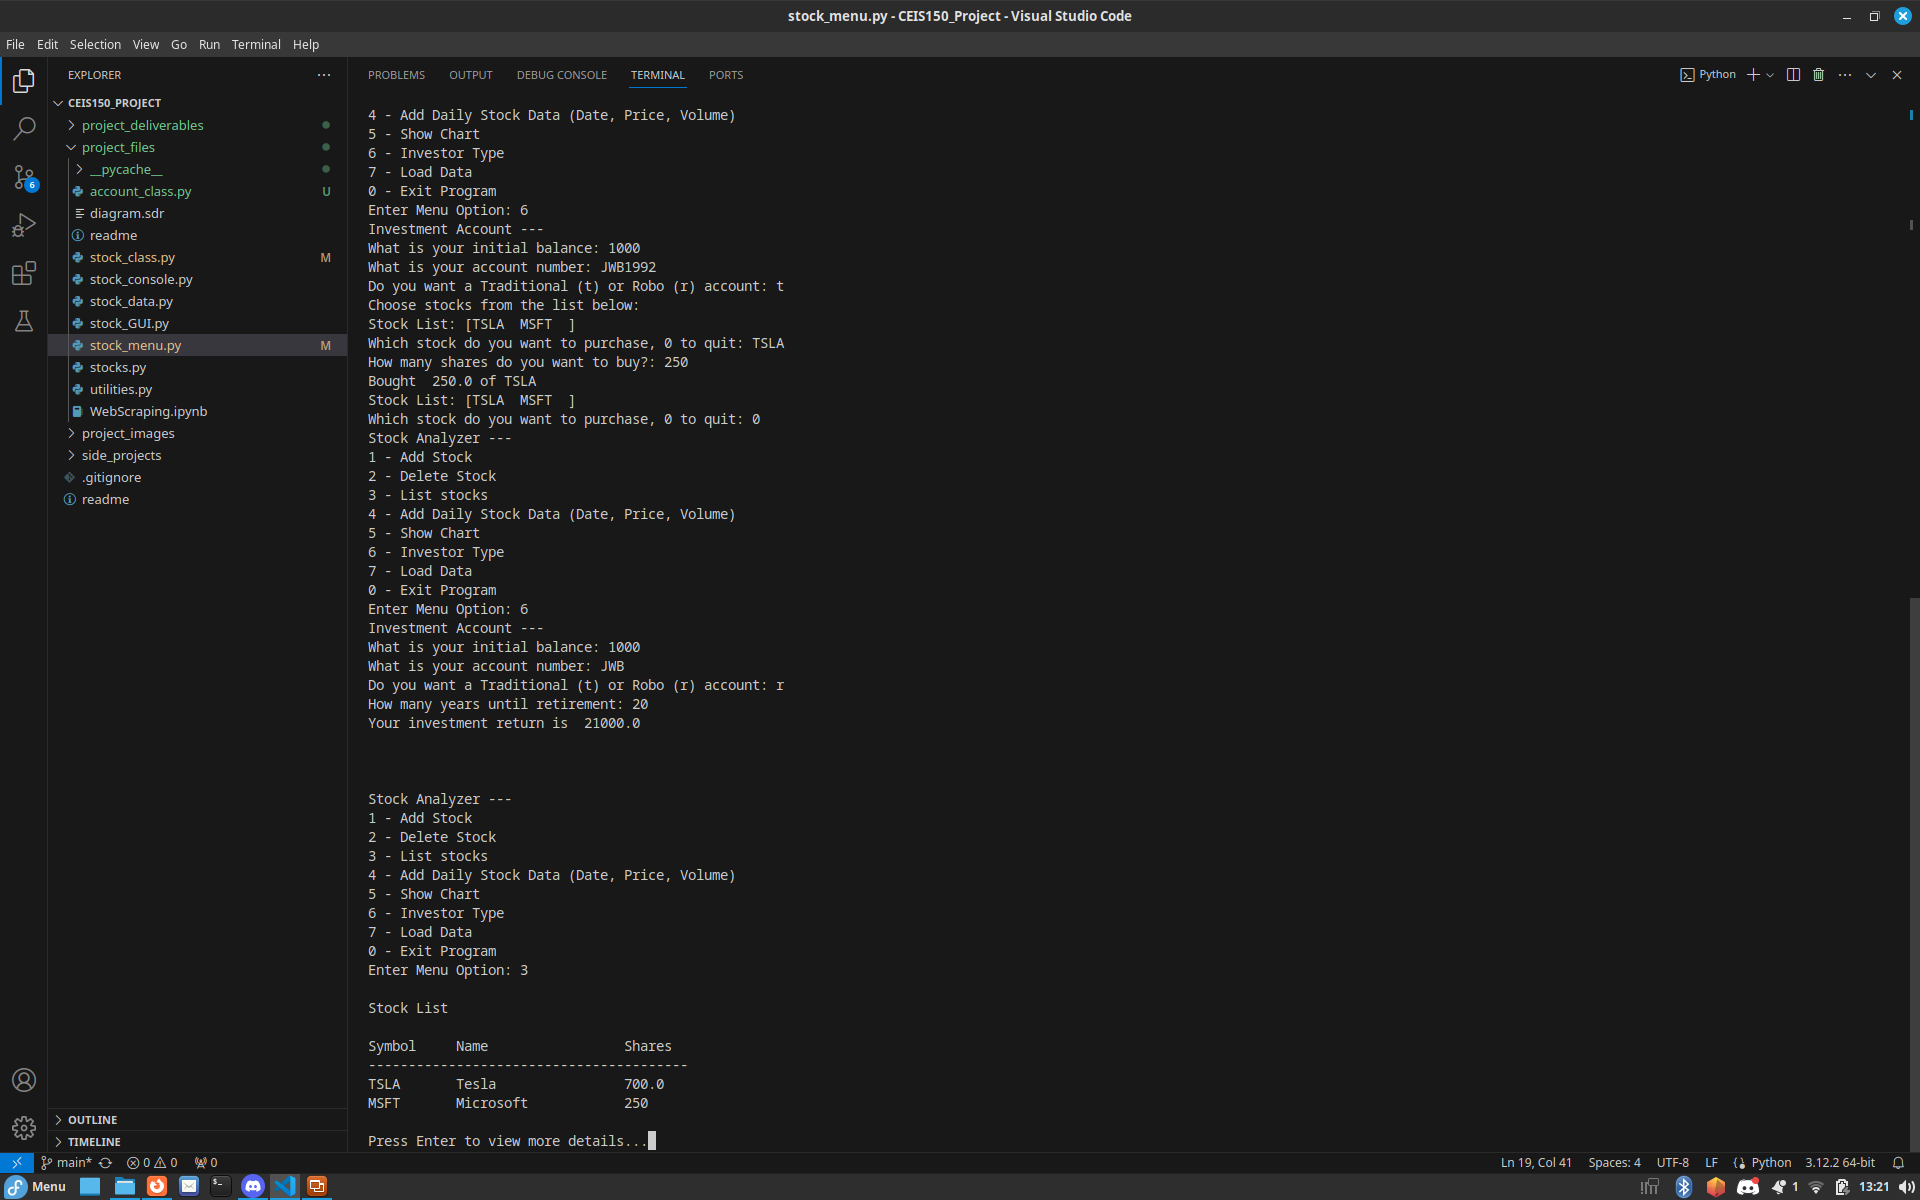 stock_menu.py - CEIS150_Project - Visual Studio Code
File Edit Selection View Go Run Terminal Help
EXPLORER
CEIS150_PROJECT
project_deliverables
project_files
__pycache__
account_class.py U
diagram.sdr
readme
stock_class.py M
stock_console.py
stock_data.py
stock_GUI.py
stock_menu.py M
stocks.py
utilities.py
WebScraping.ipynb
project_images
side_projects
.gitignore
readme
OUTLINE
TIMELINE
6
PROBLEMS OUTPUT DEBUG CONSOLE TERMINAL PORTS
Python
4 - Add Daily Stock Data (Date, Price, Volume)
5 - Show Chart
6 - Investor Type
7 - Load Data
0 - Exit Program
Enter Menu Option: 6
Investment Account ---
What is your initial balance: 1000
What is your account number: JWB1992
Do you want a Traditional (t) or Robo (r) account: t
Choose stocks from the list below:
Stock List: [TSLA  MSFT  ]
Which stock do you want to purchase, 0 to quit: TSLA
How many shares do you want to buy?: 250
Bought  250.0 of TSLA
Stock List: [TSLA  MSFT  ]
Which stock do you want to purchase, 0 to quit: 0
Stock Analyzer ---
1 - Add Stock
2 - Delete Stock
3 - List stocks
4 - Add Daily Stock Data (Date, Price, Volume)
5 - Show Chart
6 - Investor Type
7 - Load Data
0 - Exit Program
Enter Menu Option: 6
Investment Account ---
What is your initial balance: 1000
What is your account number: JWB
Do you want a Traditional (t) or Robo (r) account: r
How many years until retirement: 20
Your investment return is  21000.0
Stock Analyzer ---
1 - Add Stock
2 - Delete Stock
3 - List stocks
4 - Add Daily Stock Data (Date, Price, Volume)
5 - Show Chart
6 - Investor Type
7 - Load Data
0 - Exit Program
Enter Menu Option: 3
Stock List
Symbol     Name                 Shares
----------------------------------------
TSLA       Tesla                700.0
MSFT       Microsoft            250
Press Enter to view more details...
main* 0 0 0 Ln 19, Col 41 Spaces: 4 UTF-8 LF Python 3.12.2 64-bit
Menu 1 13:21